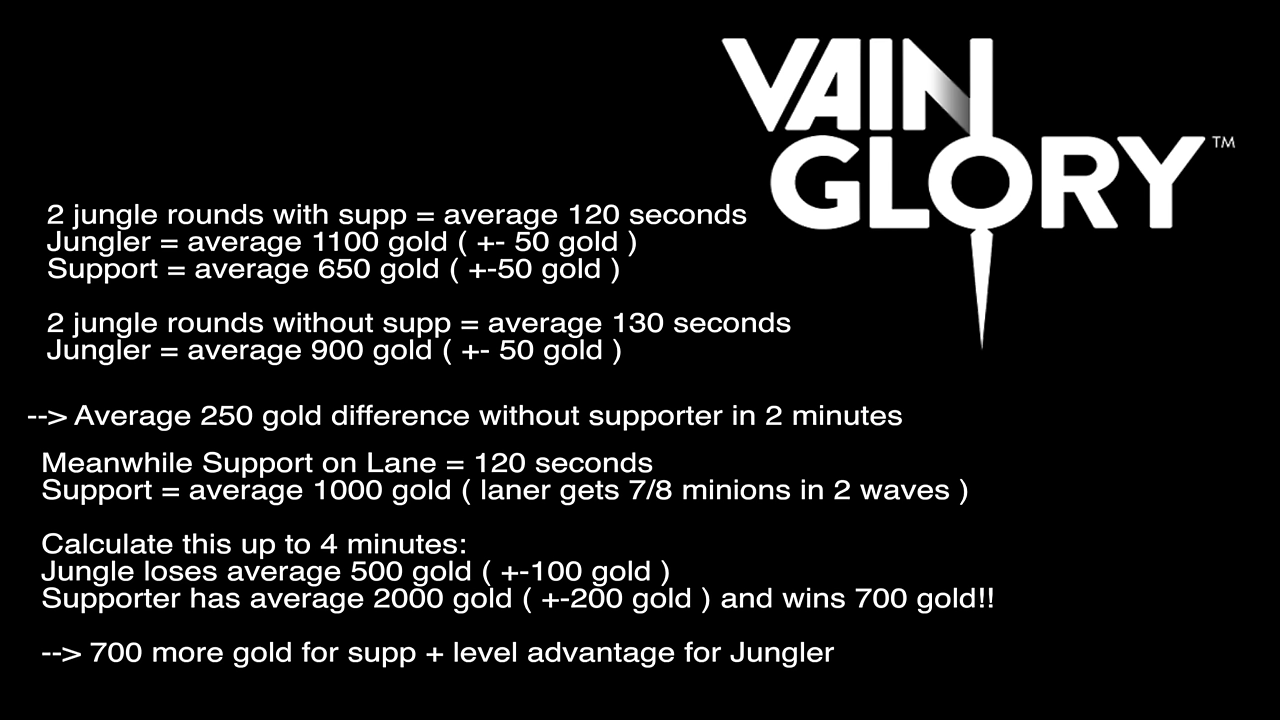 VAIN
GLORY™
2 jungle rounds with supp = average 120 seconds
Jungler = average 1100 gold ( +- 50 gold )
Support = average 650 gold ( +-50 gold )
2 jungle rounds without supp = average 130 seconds
Jungler = average 900 gold ( +- 50 gold )
--> Average 250 gold difference without supporter in 2 minutes
Meanwhile Support on Lane = 120 seconds
Support = average 1000 gold ( laner gets 7/8 minions in 2 waves )
Calculate this up to 4 minutes:
Jungle loses average 500 gold ( +-100 gold )
Supporter has average 2000 gold ( +-200 gold ) and wins 700 gold!!
--> 700 more gold for supp + level advantage for Jungler